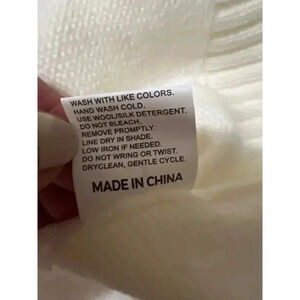 WASH WITH LIKE COLORS.
HAND WASH COLD.
USE WOOL/SILK DETERGENT.
DO NOT BLEACH.
REMOVE PROMPTLY.
LINE DRY IN SHADE.
LOW IRON IF NEEDED.
DO NOT WRING OR TWIST.
DRYCLEAN, GENTLE CYCLE.
MADE IN CHINA